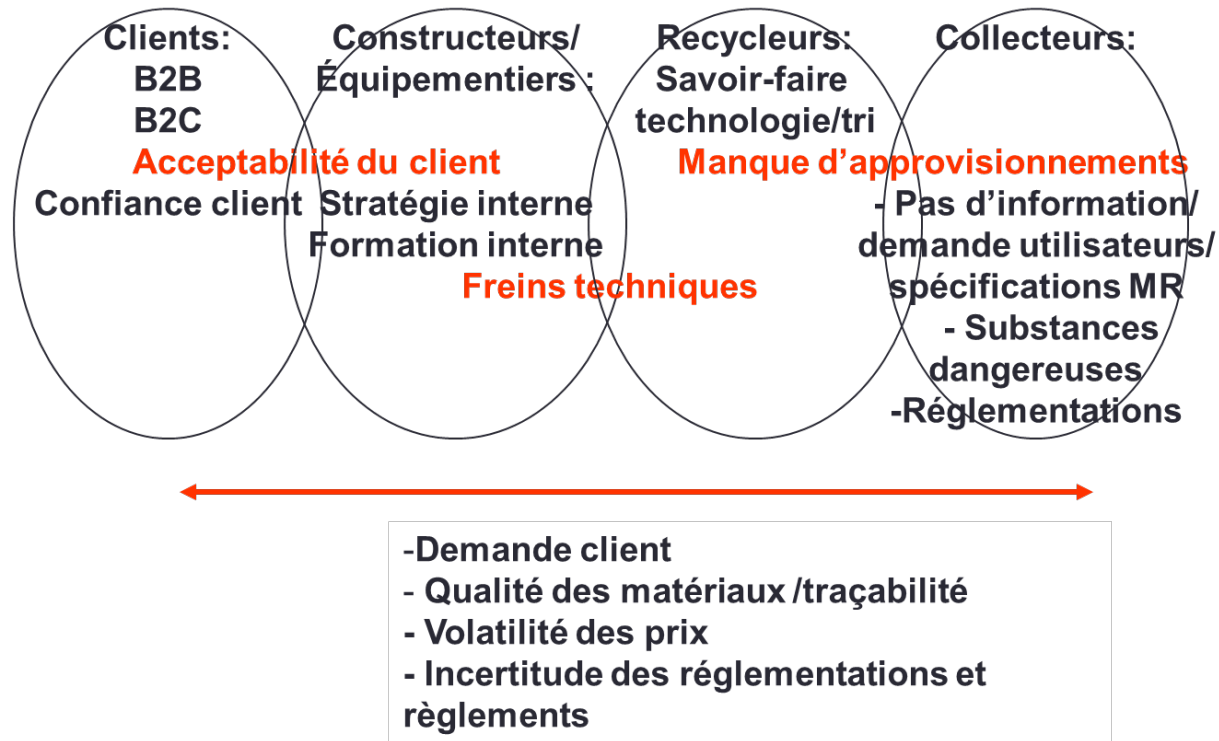 Clients:
B2B
B2C
Acceptabilité du client
Confiance client
Constructeurs/
Équipementiers :
Stratégie interne
Formation interne
Freins techniques
Recycleurs:
Savoir-faire
technologie/tri
Manque d’approvisionnements
Collecteurs:
- Pas d’information/
demande utilisateurs/
spécifications MR
- Substances
dangereuses
-Réglementations
-Demande client
- Qualité des matériaux /traçabilité
- Volatilité des prix
- Incertitude des réglementations et
règlements